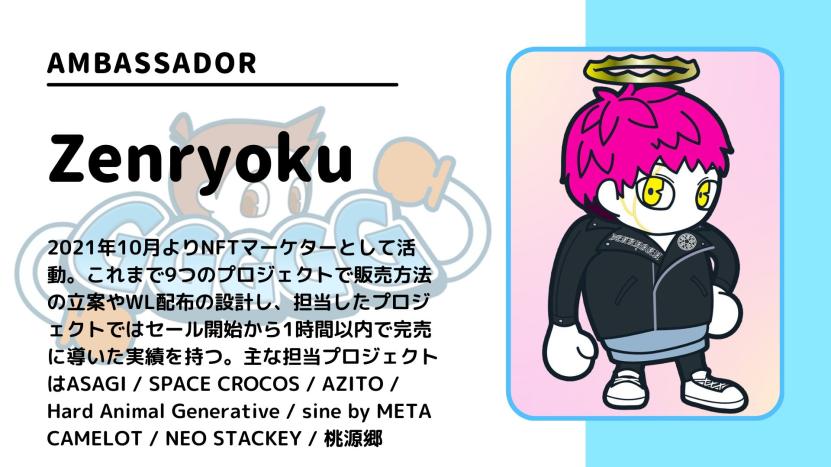 AMBASSADOR
Zenryoku
GGGGG
2021年10月よりNFTマーケターとして活
動。これまで9つのプロジェクトで販売方法
の立案やWL配布の設計し、担当したプロジ
ェクトではセール開始から1時間以内で完売
に導いた実績を持つ。主な担当プロジェクト
はASAGI / SPACE CROCOS / AZITO /
Hard Animal Generative / sine by META
CAMELOT / NEO STACKEY / 桃源郷